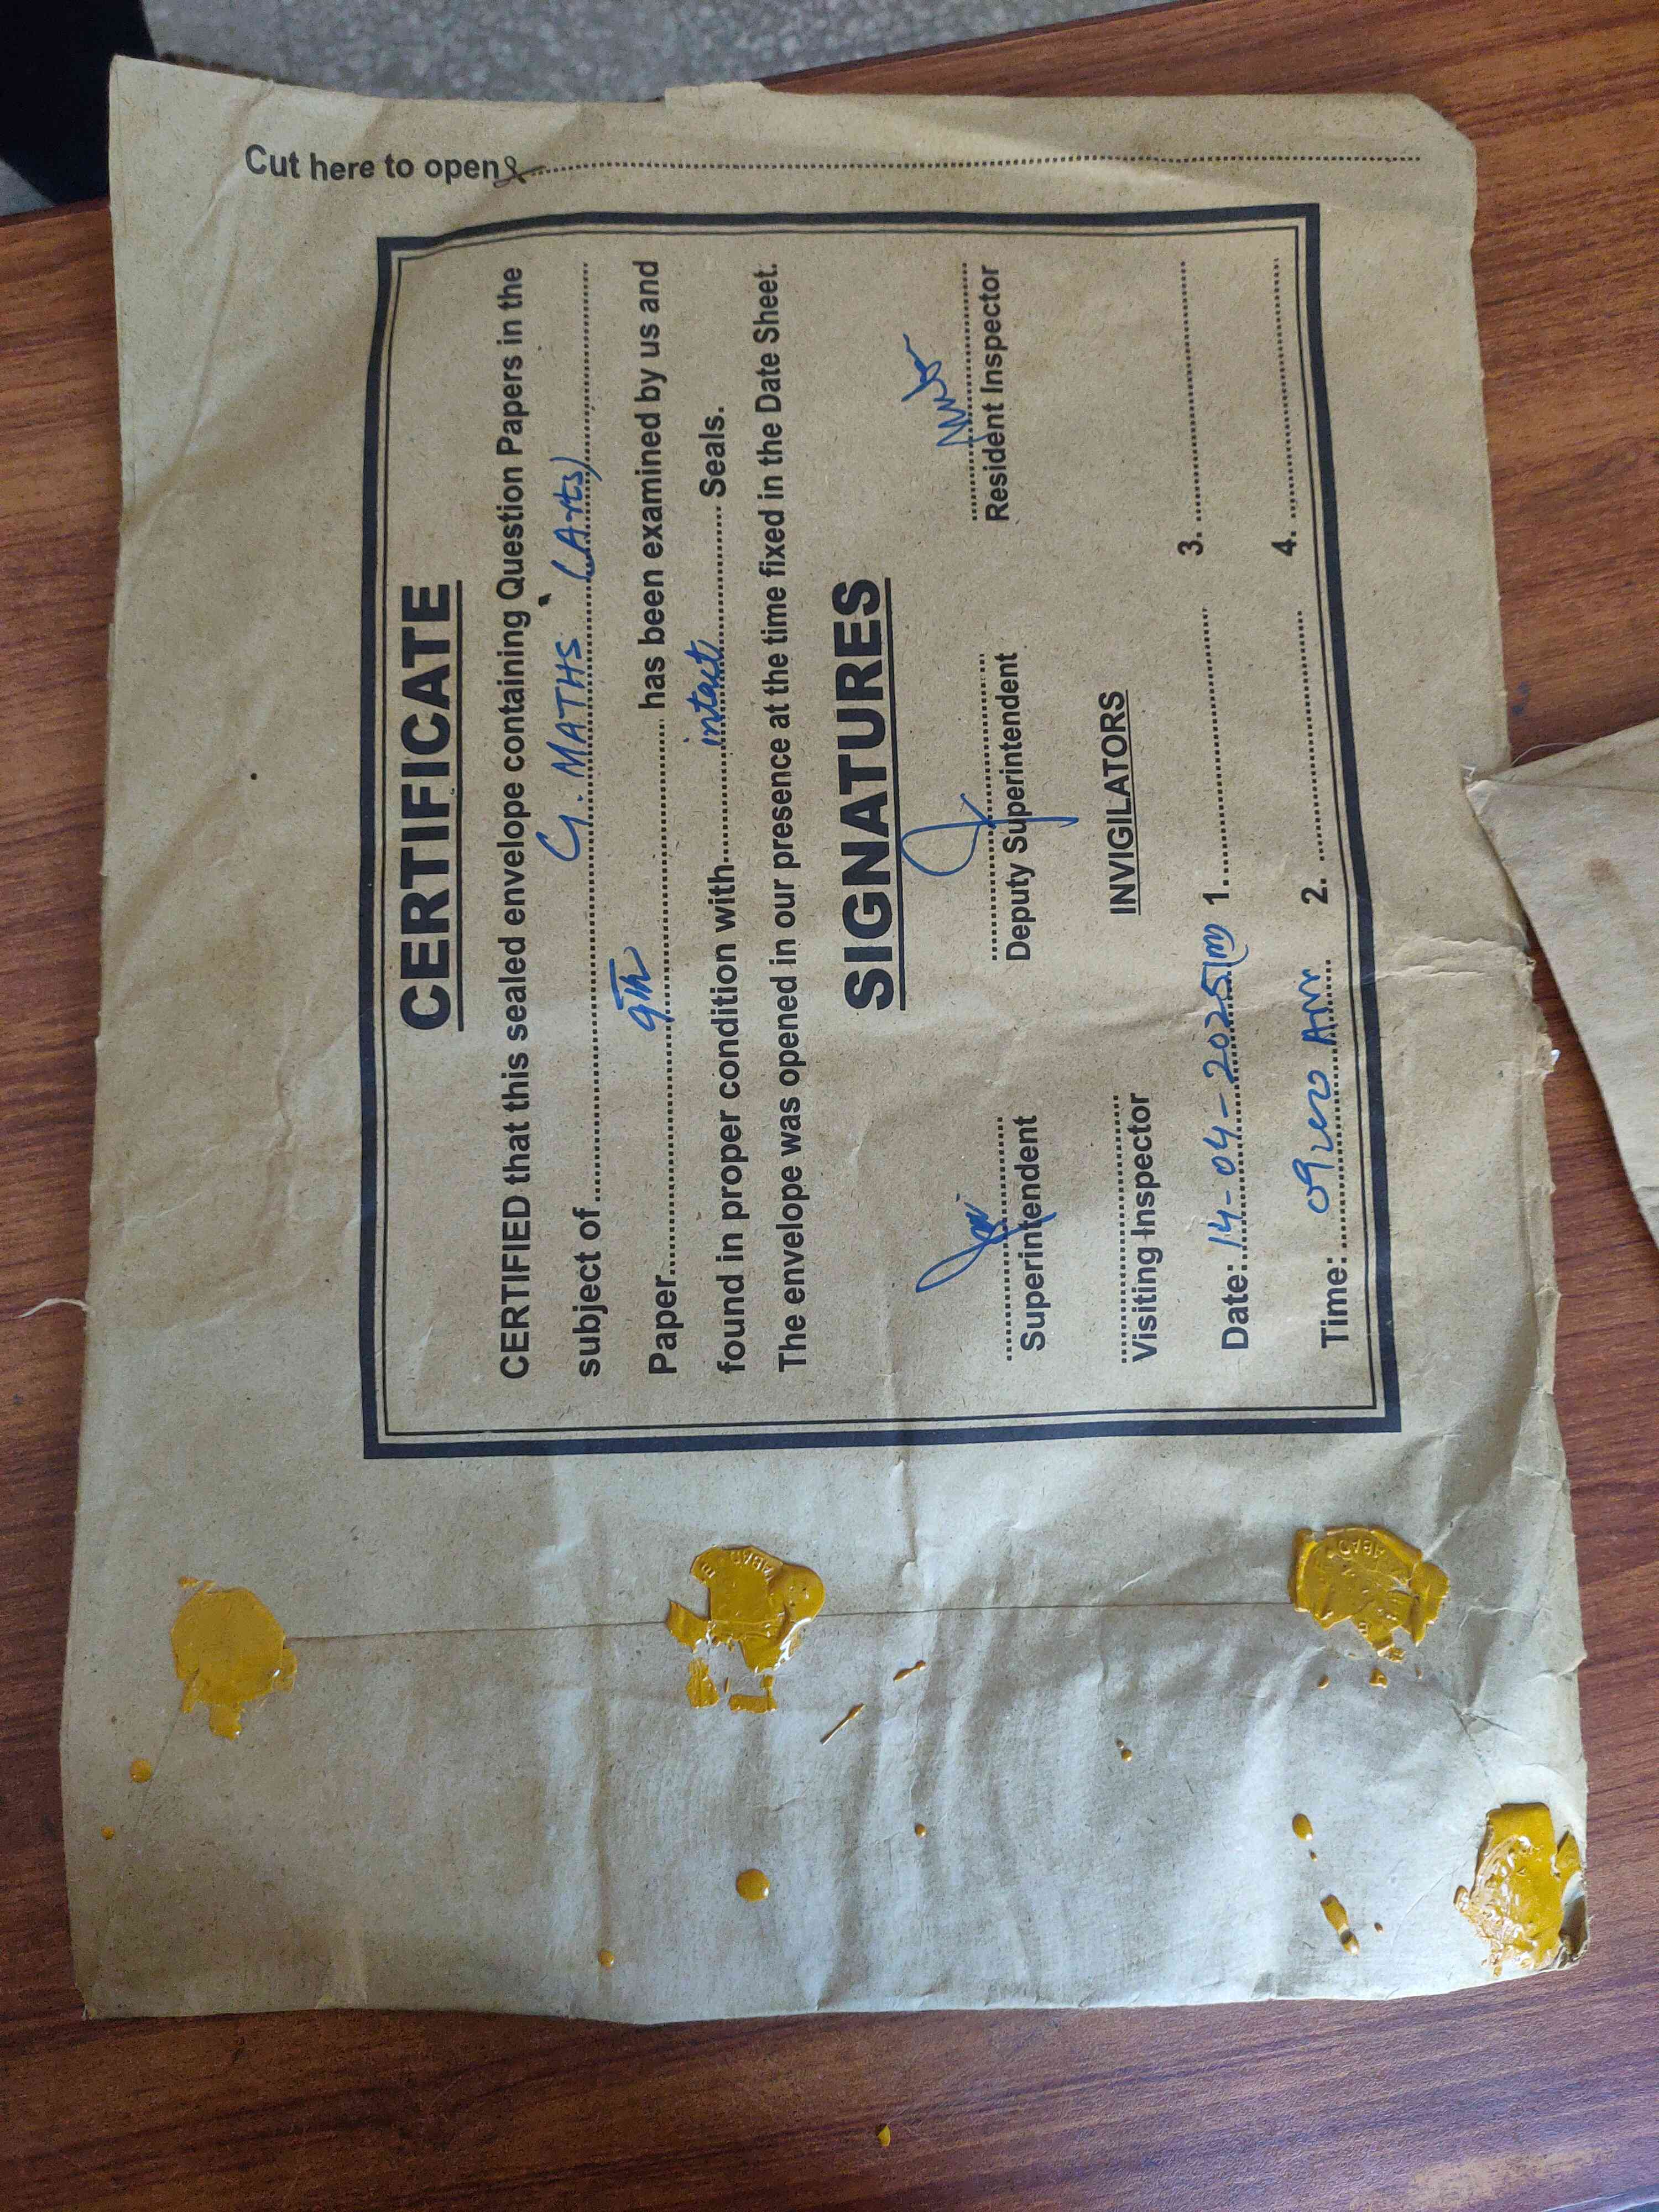 Cut here to open
CERTIFICATE
CERTIFIED that this sealed envelope containing Question Papers in the
subject of G. MATHS (Arts)
Paper 9Th has been examined by us and
found in proper condition with intact Seals.
The envelope was opened in our presence at the time fixed in the Date Sheet.
SIGNATURES
Superintendent Deputy Superintendent Resident Inspector
Visiting Inspector INVIGILATORS
Date: 14-04-2025 1. 3.
Time: AM 2. 4.
ABAD
ABAD